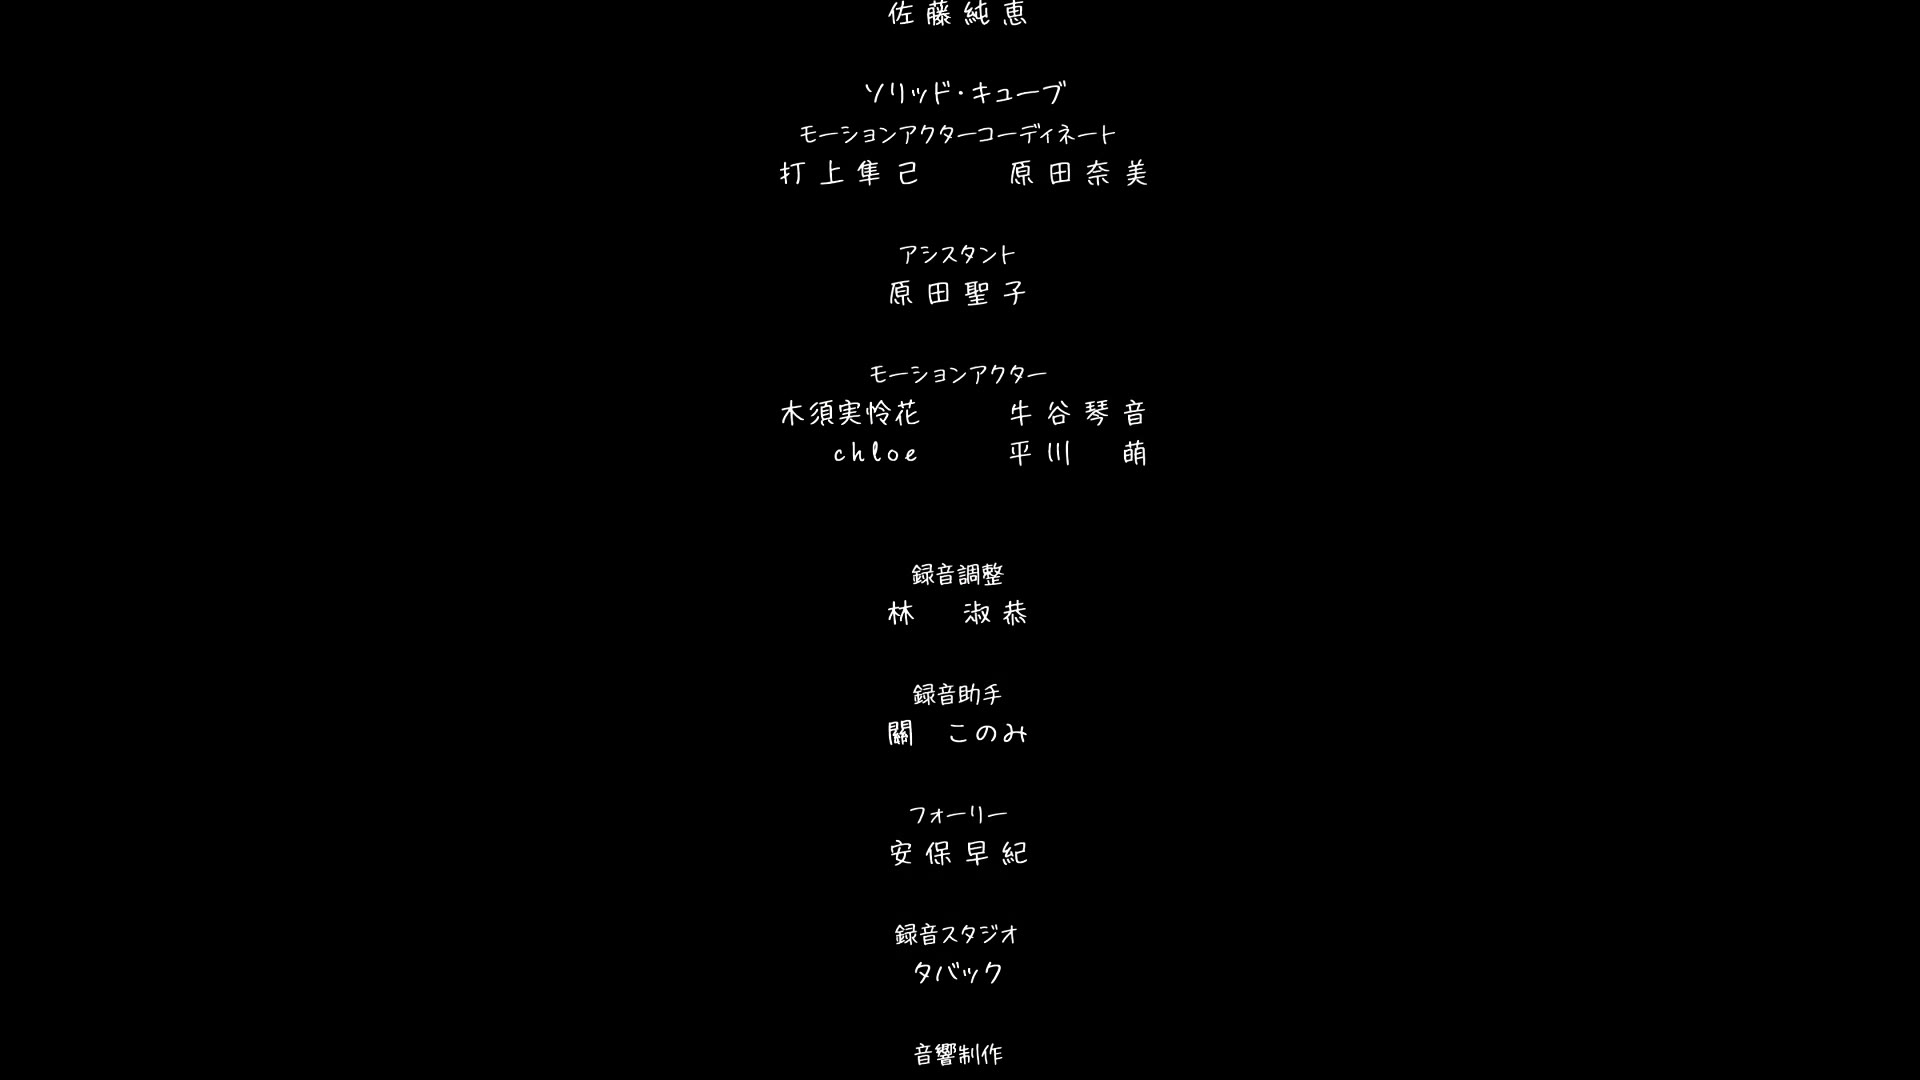 佐藤純恵
ソリッド・キューブ
モーションアクターコーディネート
打上隼己　原田奈美
アシスタント
原田聖子
モーションアクター
木須実怜花　牛谷琴音
chloe　平川　萌
録音調整
林　淑恭
録音助手
關　このみ
フォーリー
安保早紀
録音スタジオ
タバック
音響制作